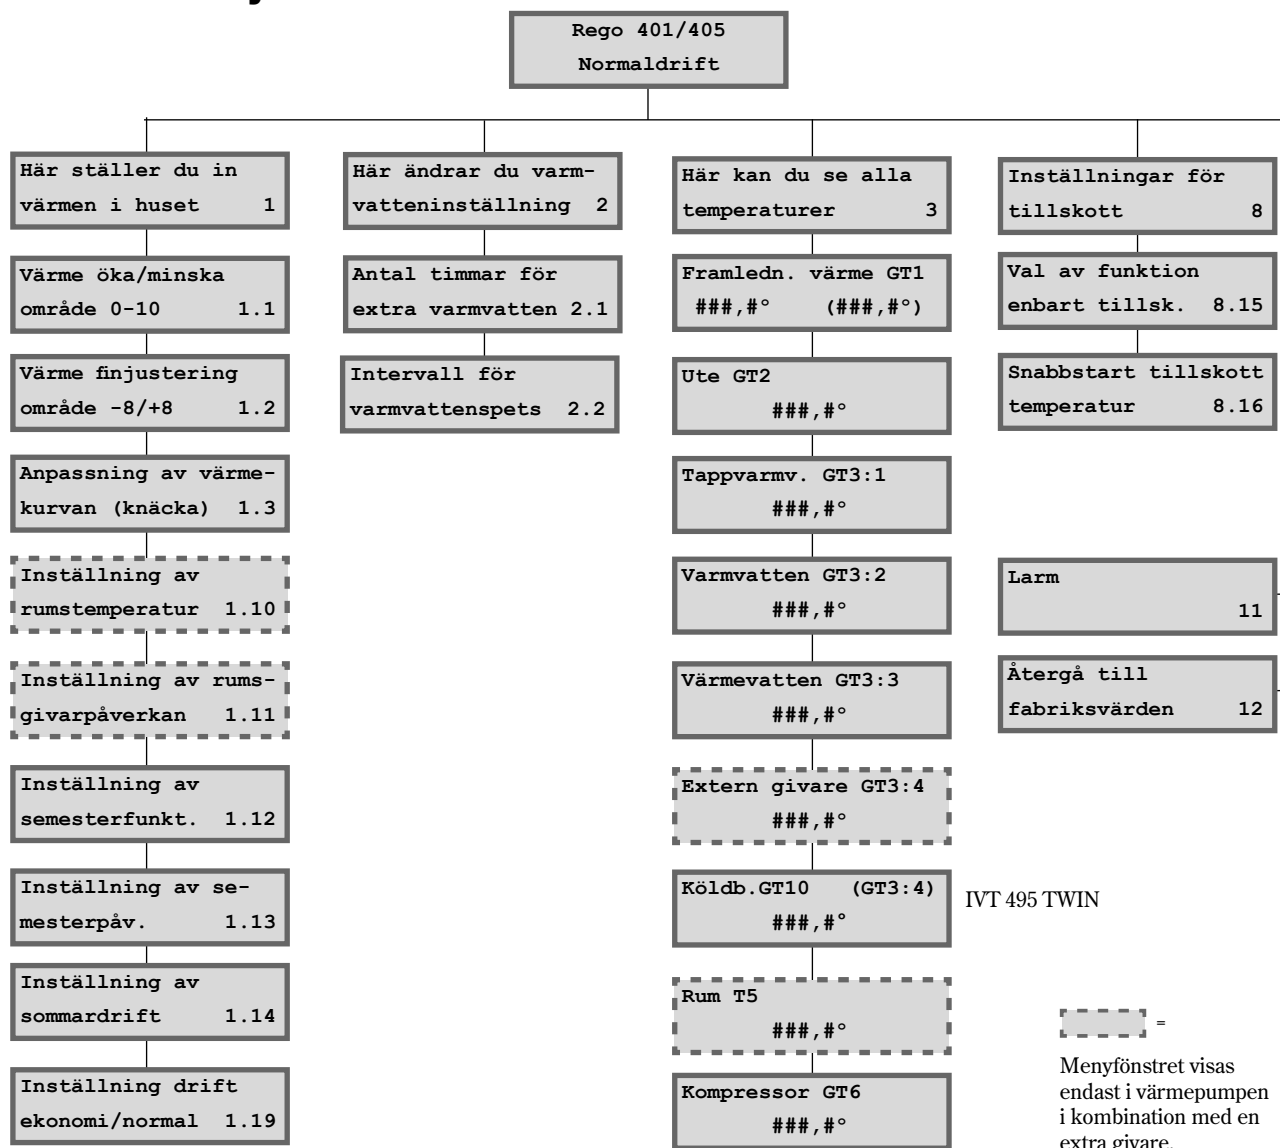 Rego 401/405
Normaldrift
Här ställer du in
värmen i huset 1
Värme öka/minska
område 0-10 1.1
Värme finjustering
område -8/+8 1.2
Anpassning av värme-
kurvan (knäcka) 1.3
Inställning av
rumstemperatur 1.10
Inställning av rums-
givarpåverkan 1.11
Inställning av
semesterfunkt. 1.12
Inställning av se-
mesterpåv. 1.13
Inställning av
sommardrift 1.14
Inställning drift
ekonomi/normal 1.19
Här ändrar du varm-
vatteninställning 2
Antal timmar för
extra varmvatten 2.1
Intervall för
varmvattenspets 2.2
Här kan du se alla
temperaturer 3
Framledn. värme GT1
###,#° (###,#°)
Ute GT2
###,#°
Tappvarmv. GT3:1
###,#°
Varmvatten GT3:2
###,#°
Värmevatten GT3:3
###,#°
Extern givare GT3:4
###,#°
Köldb.GT10 (GT3:4)
###,#°
IVT 495 TWIN
Rum T5
###,#°
Kompressor GT6
###,#°
Inställningar för
tillskott 8
Val av funktion
enbart tillsk. 8.15
Snabbstart tillskott
temperatur 8.16
Larm
11
Återgå till
fabriksvärden 12
=
Menyfönstret visas
endast i värmepumpen
i kombination med en
extra givare.